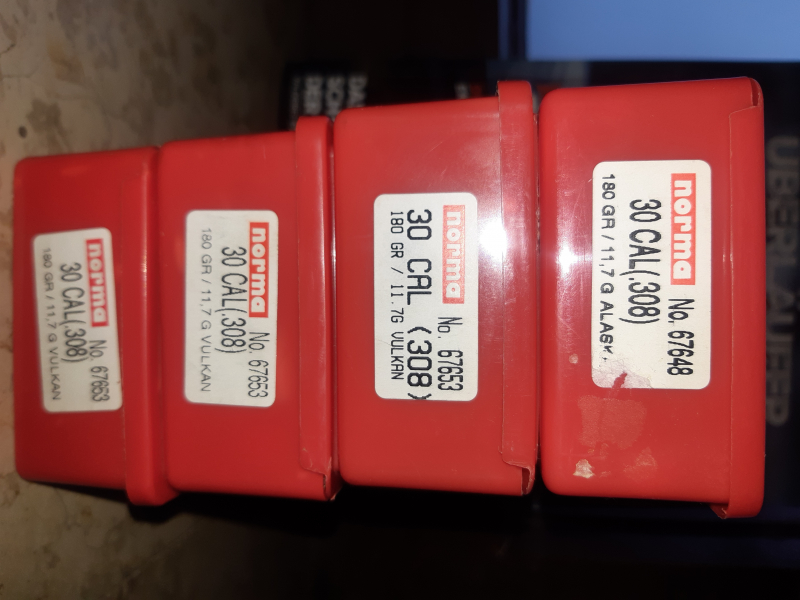 norma No. 67648
30 CAL(.308)
180 GR / 11,7 G ALASK
norma No. 67653
30 CAL (308)
180 GR / 11.7G VULKAN
norma No. 67653
30 CAL(.308)
180 GR / 11,7 G VULKAN
norma No. 67653
30 CAL(.308)
180 GR / 11,7 G VULKAN